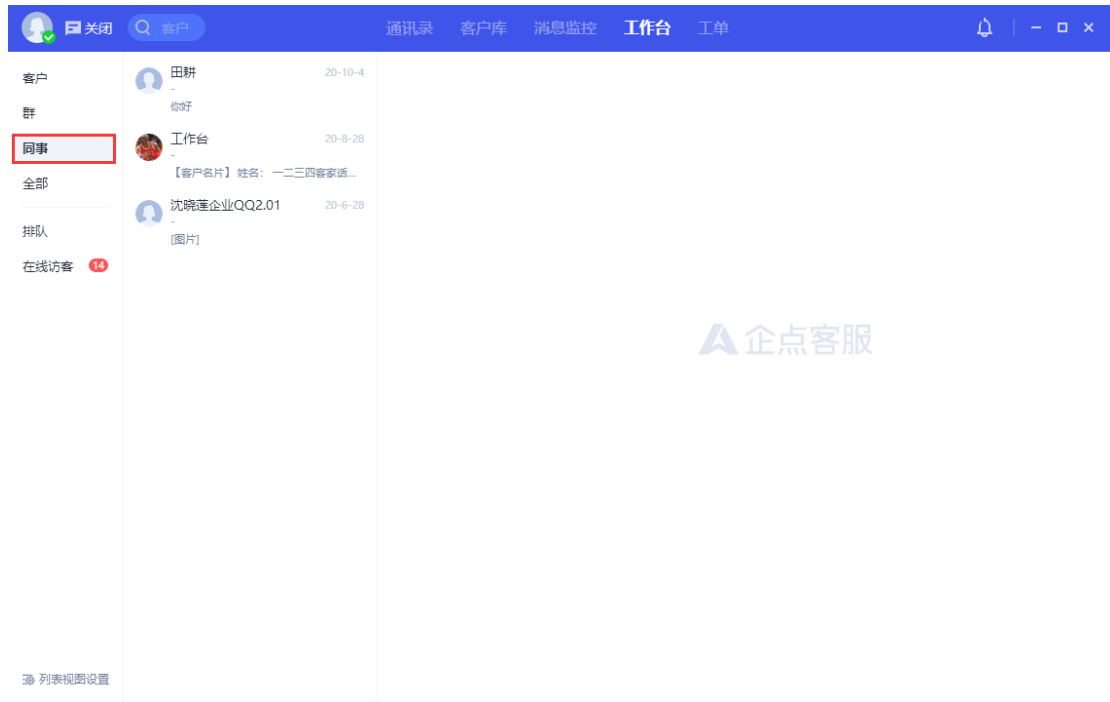 关闭 客户 通讯录 客户库 消息监控 工作台 工单
客户
群
同事
全部
排队
在线访客 14
列表视图设置
田耕 20-10-4
-
你好
工作台 20-8-28
-
【客户名片】姓名: 一二三四客家话...
沈晓莲企业QQ2.01 20-6-28
-
[图片]
企点客服